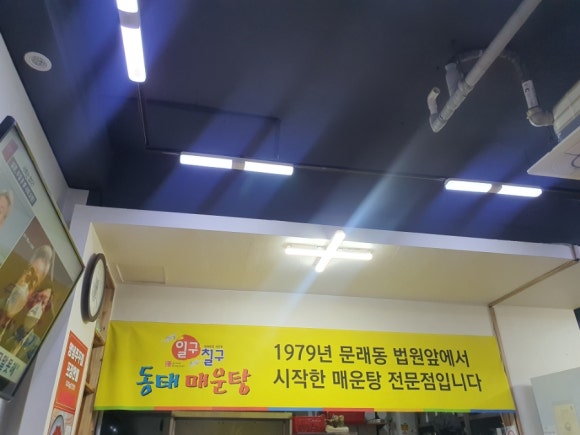 일구
칠구
동태 매운탕
1979년 문래동 법원앞에서
시작한 매운탕 전문점입니다